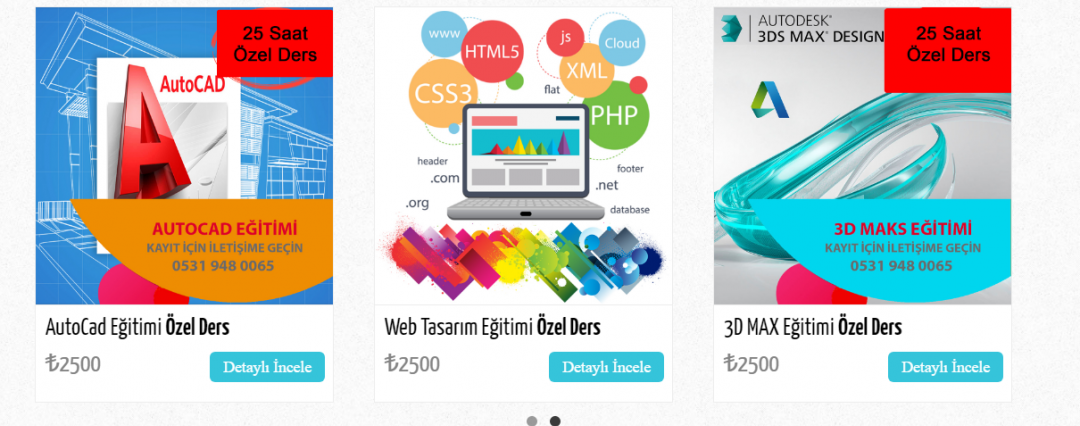 25 Saat
Özel Ders
AutoCAD
AUTOCAD EĞİTİMİ
KAYIT İÇİN İLETİŞİME GEÇİN
0531 948 0065
AutoCad Eğitimi Özel Ders
₺2500
Detaylı İncele
www
HTML5
js
Cloud
XML
CSS3
flat
PHP
header
.com
footer
.net
.org
database
Web Tasarım Eğitimi Özel Ders
₺2500
Detaylı İncele
AUTODESK®
3DS MAX® DESIGN
25 Saat
Özel Ders
3D MAKS EĞİTİMİ
KAYIT İÇİN İLETİŞİME GEÇİN
0531 948 0065
3D MAX Eğitimi Özel Ders
₺2500
Detaylı İncele